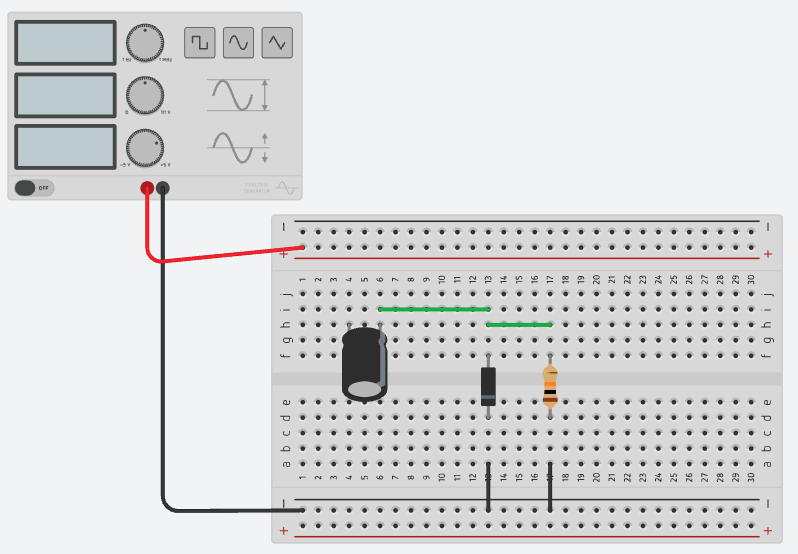 1 Hz
1 MHz
0
10 V
-5 V
+5 V
OFF
FUNCTION
GENERATOR
− −
+ +
1 2 3 4 5 6 7 8 9 10 11 12 13 14 15 16 17 18 19 20 21 22 23 24 25 26 27 28 29 30
j j
i i
h h
g g
f f
e e
d d
c c
b b
a a
1 2 3 4 5 6 7 8 9 10 11 12 14 15 16 18 19 20 21 22 23 24 25 26 27 28 29 30
− −
+ +